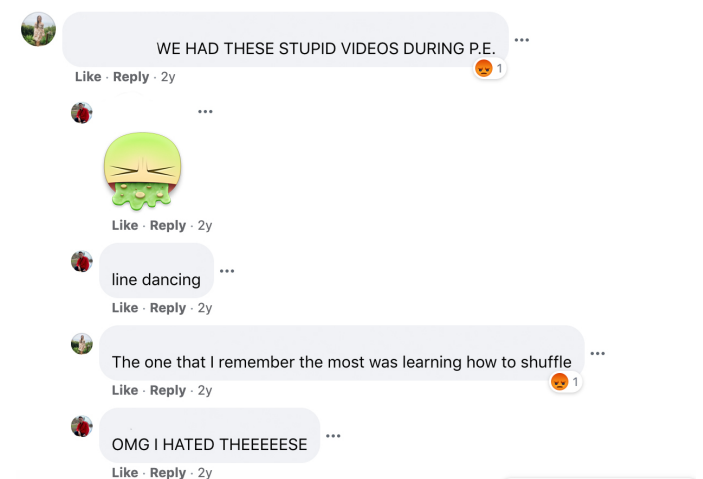 WE HAD THESE STUPID VIDEOS DURING P.E.
1
Like · Reply · 2y
Like · Reply · 2y
line dancing
Like · Reply · 2y
The one that I remember the most was learning how to shuffle
1
Like · Reply · 2y
OMG I HATED THEEEEESE
Like · Reply · 2y